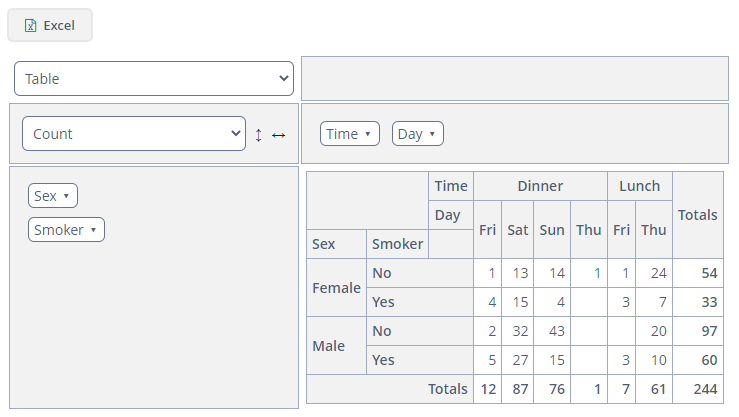 Excel
Table
Count ↕ ↔
Time ▾ Day ▾
Sex ▾
Smoker ▾
Time Dinner Lunch Totals
Day Fri Sat Sun Thu Fri Thu
Sex Smoker
Female No 1 13 14 1 1 24 54
Yes 4 15 4 3 7 33
Male No 2 32 43 20 97
Yes 5 27 15 3 10 60
Totals 12 87 76 1 7 61 244